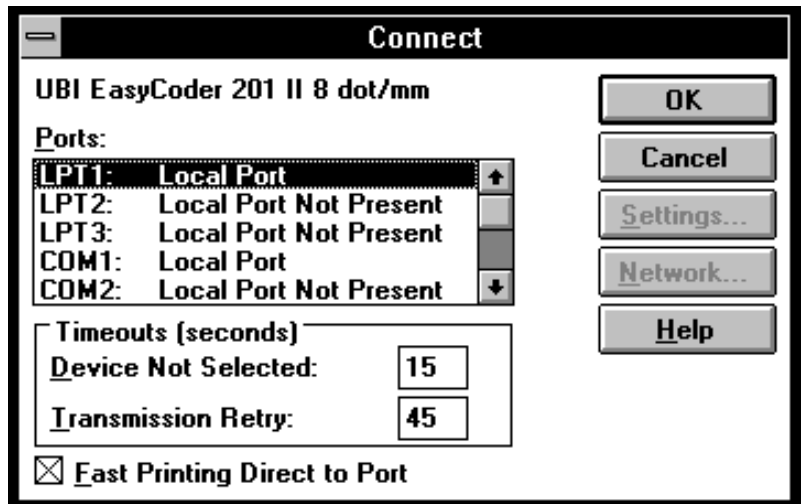 Connect
UBI EasyCoder 201 II 8 dot/mm
OK
Ports:
Cancel
LPT1: Local Port
LPT2: Local Port Not Present
Settings...
LPT3: Local Port Not Present
COM1: Local Port
Network...
COM2: Local Port Not Present
Timeouts (seconds)
Help
Device Not Selected: 15
Transmission Retry: 45
Fast Printing Direct to Port